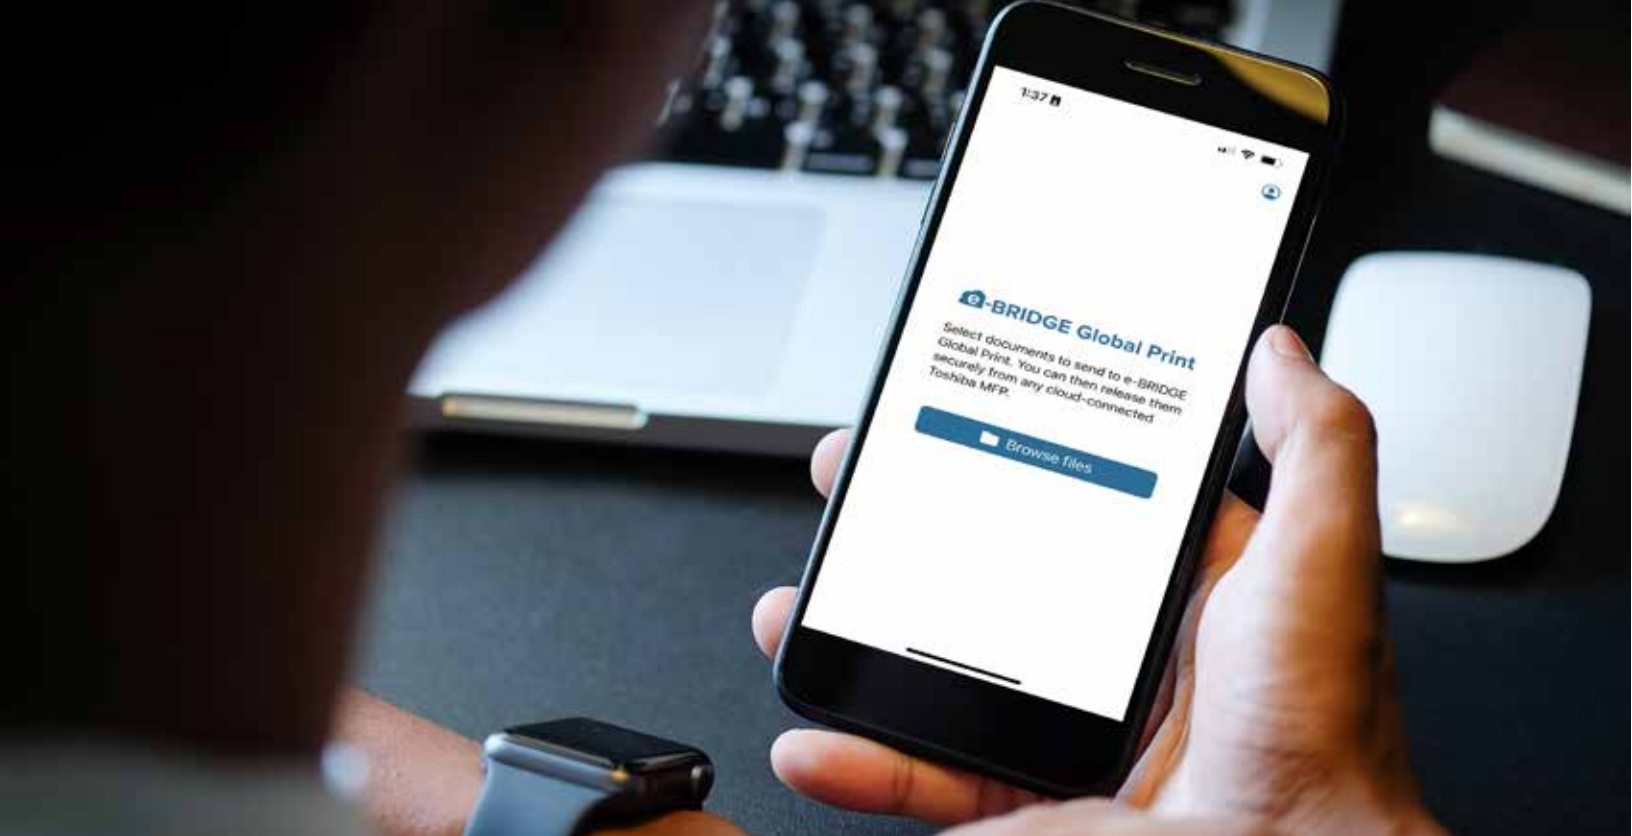 1:37
e-BRIDGE Global Print
Select documents to send to e-BRIDGE
Global Print. You can then release them
securely from any cloud-connected
Toshiba MFP.
Browse files